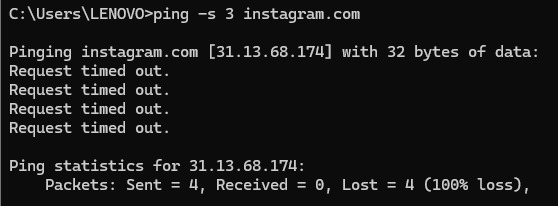 C:\Users\LENOVO>ping -s 3 instagram.com
Pinging instagram.com [31.13.68.174] with 32 bytes of data:
Request timed out.
Request timed out.
Request timed out.
Request timed out.
Ping statistics for 31.13.68.174:
    Packets: Sent = 4, Received = 0, Lost = 4 (100% loss),